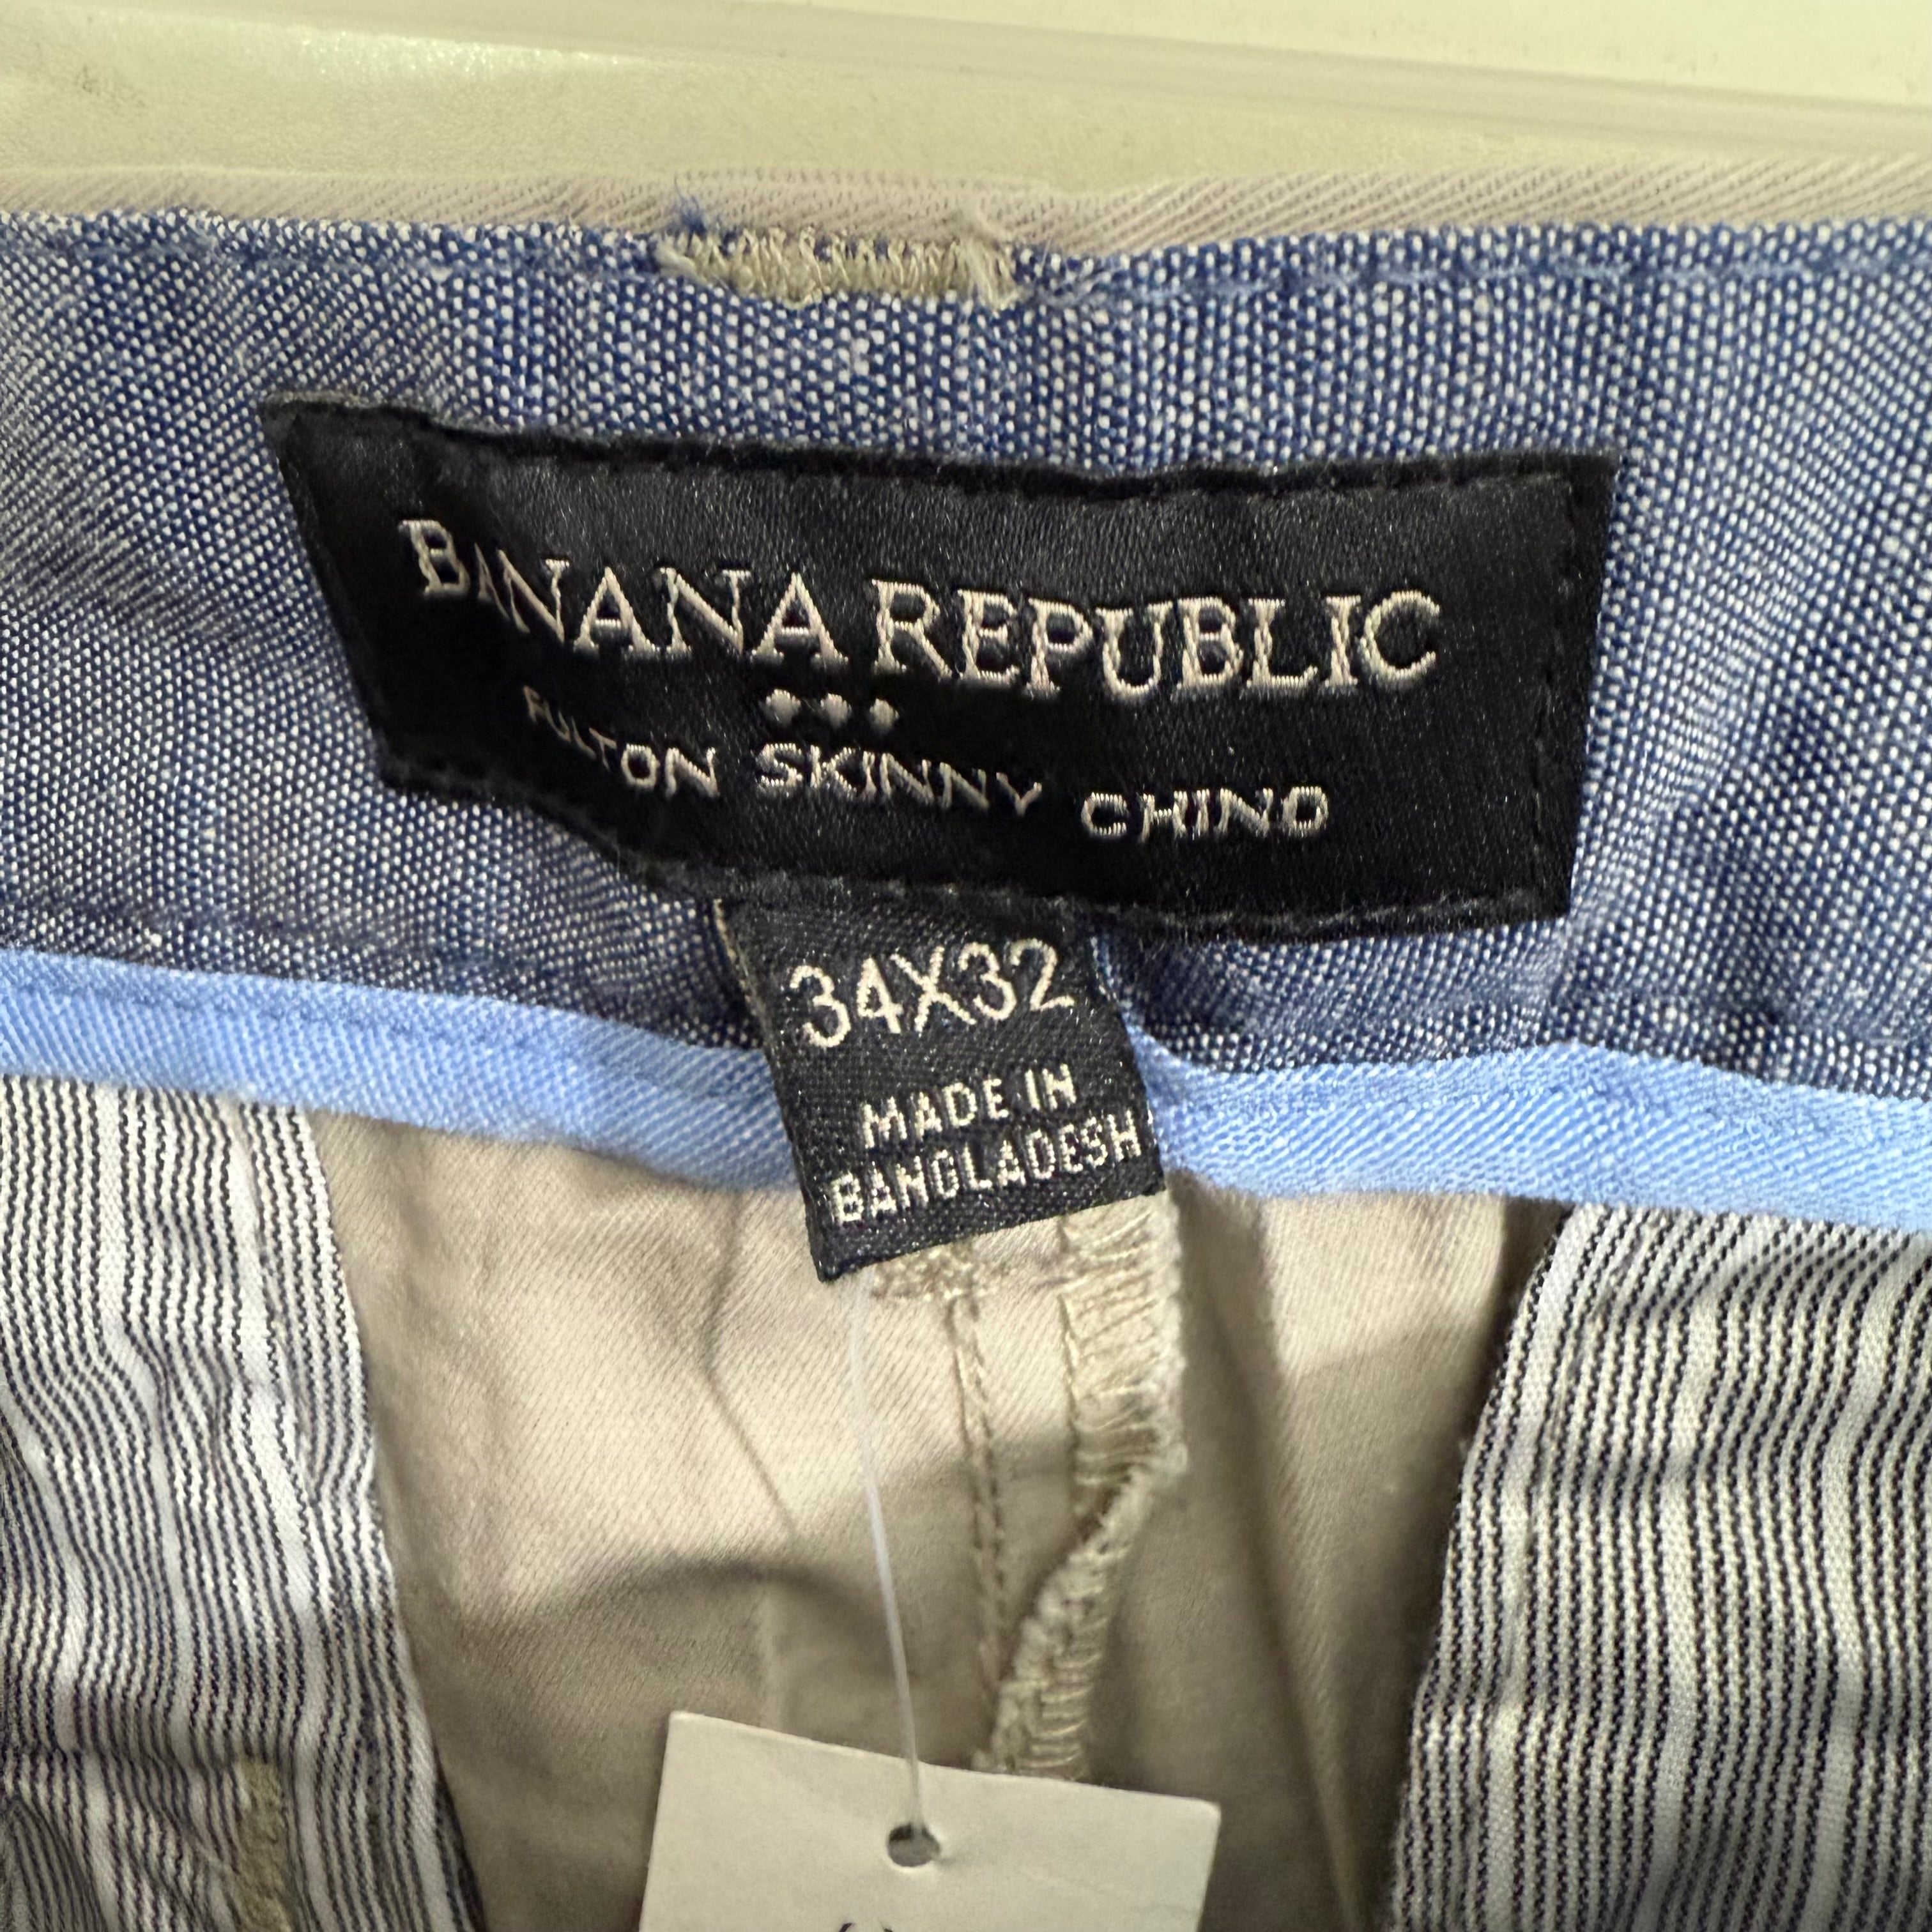 BANANA REPUBLIC
FULTON SKINNY CHINO
34X32
MADE IN
BANGLADESH